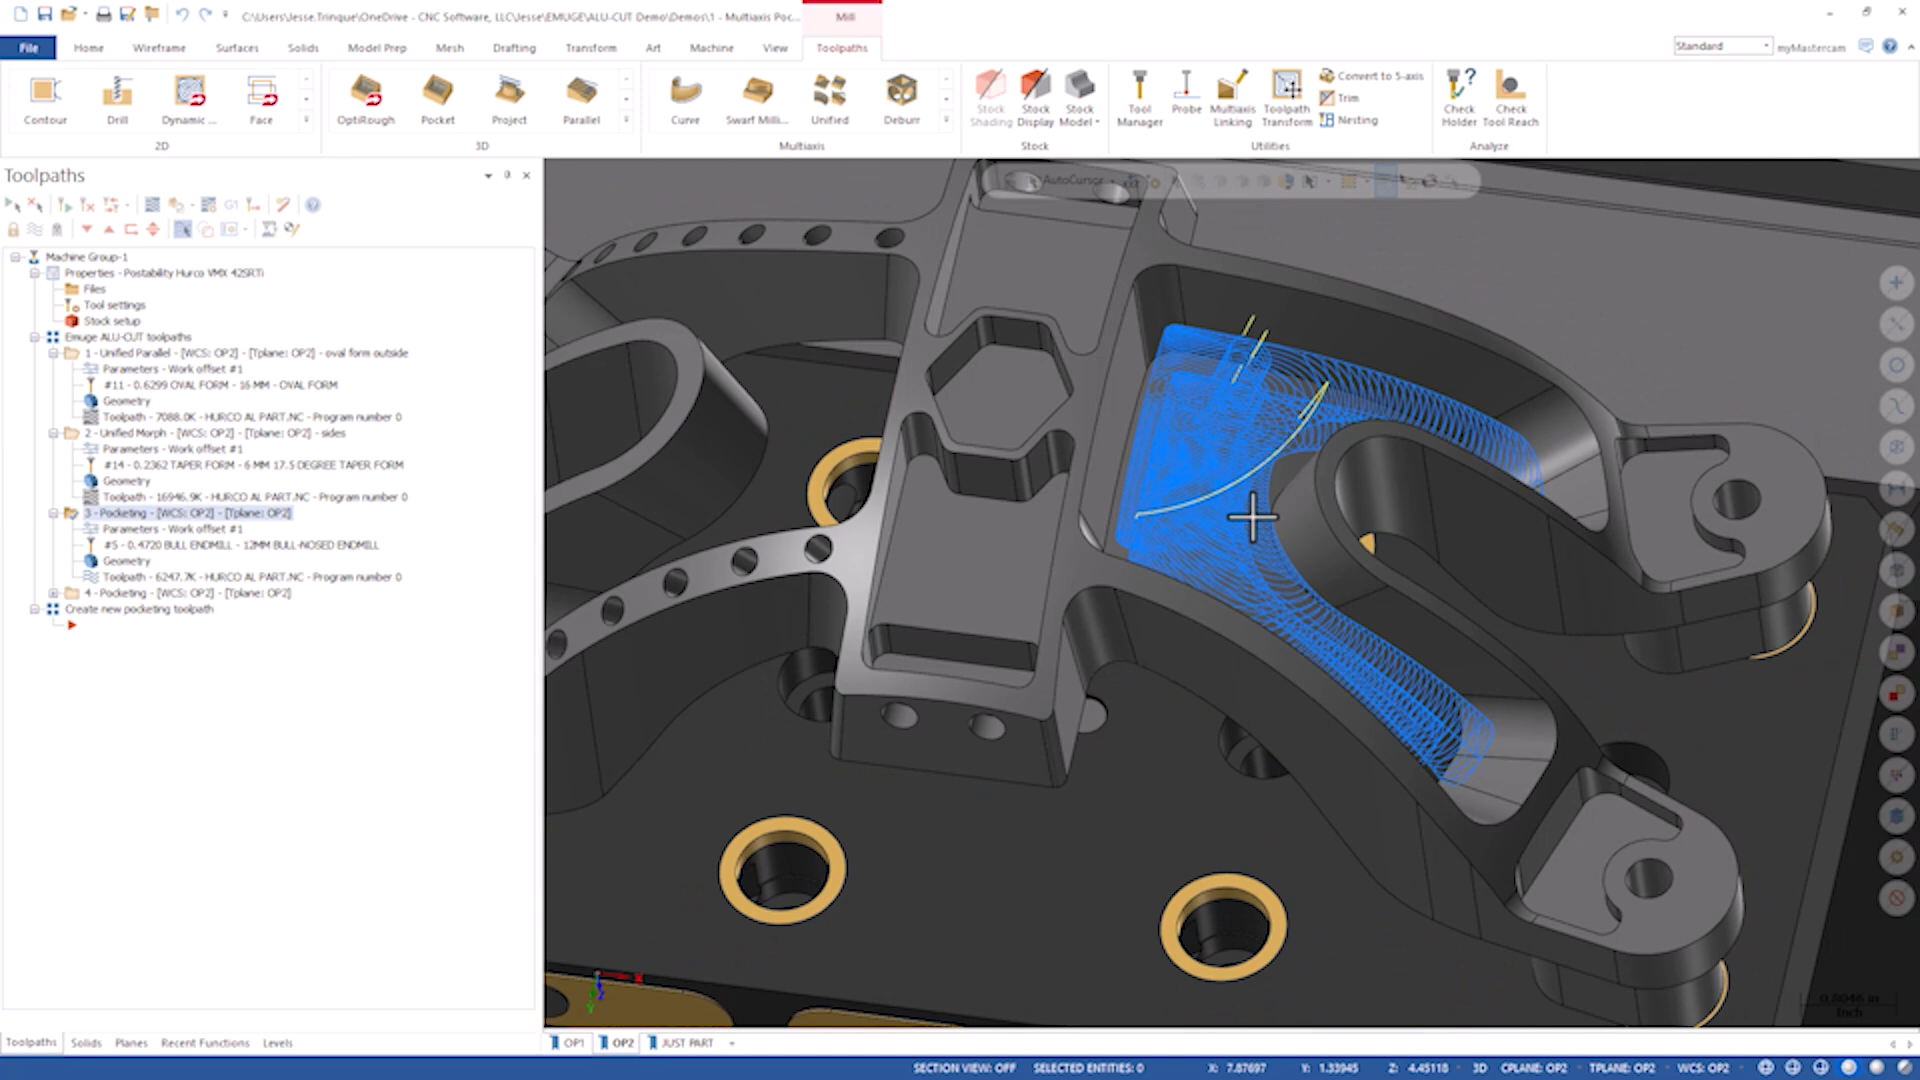 C:\Users\Jesse.Trinque\OneDrive - CNC Software, LLC\Jesse\EMUGE\ALU-CUT Demo\Demos\1 - Multiaxis Poc...
Mill
File Home Wireframe Surfaces Solids Model Prep Mesh Drafting Transform Art Machine View Toolpaths
Standard myMastercam
Contour Drill Dynamic ... Face
2D
OptiRough Pocket Project Parallel
3D
Curve Swarf Milli... Unified Deburr
Multiaxis
Stock Shading Stock Display Stock Model
Stock
Tool Manager Probe Multiaxis Linking Toolpath Transform
Convert to 5-axis
Trim
Nesting
Utilities
Check Holder Check Tool Reach
Analyze
Toolpaths
AutoCursor
G1
Machine Group-1
Properties - Postability Hurco VMX 42SRTi
Files
Tool settings
Stock setup
Emuge ALU-CUT toolpaths
1 - Unified Parallel - [WCS: OP2] - [Tplane: OP2] - oval form outside
Parameters - Work offset #1
#11 - 0.6299 OVAL FORM - 16 MM - OVAL FORM
Geometry
Toolpath - 7088.0K - HURCO AL PART.NC - Program number 0
2 - Unified Morph - [WCS: OP2] - [Tplane: OP2] - sides
Parameters - Work offset #1
#14 - 0.2362 TAPER FORM - 6 MM 17.5 DEGREE TAPER FORM
Geometry
Toolpath - 16946.9K - HURCO AL PART.NC - Program number 0
3 - Pocketing - [WCS: OP2] - [Tplane: OP2]
Parameters - Work offset #1
#5 - 0.4720 BULL ENDMILL - 12MM BULL-NOSED ENDMILL
Geometry
Toolpath - 6247.7K - HURCO AL PART.NC - Program number 0
4 - Pocketing - [WCS: OP2] - [Tplane: OP2]
Create new pocketing toolpath
0.8046 in
Inch
Toolpaths Solids Planes Recent Functions Levels
OP1 OP2 JUST PART
SECTION VIEW: OFF SELECTED ENTITIES: 0 X: 7.87697 Y: 1.33945 Z: 4.45118 3D CPLANE: OP2 TPLANE: OP2 WCS: OP2